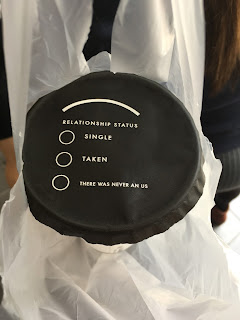 RELATIONSHIP STATUS
SINGLE
TAKEN
THERE WAS NEVER AN US